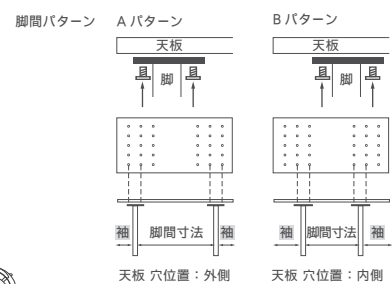 脚間パターン Aパターン Bパターン
天板 天板
脚 脚
袖 脚間寸法 袖 袖 脚間寸法 袖
天板 穴位置：外側 天板 穴位置：内側